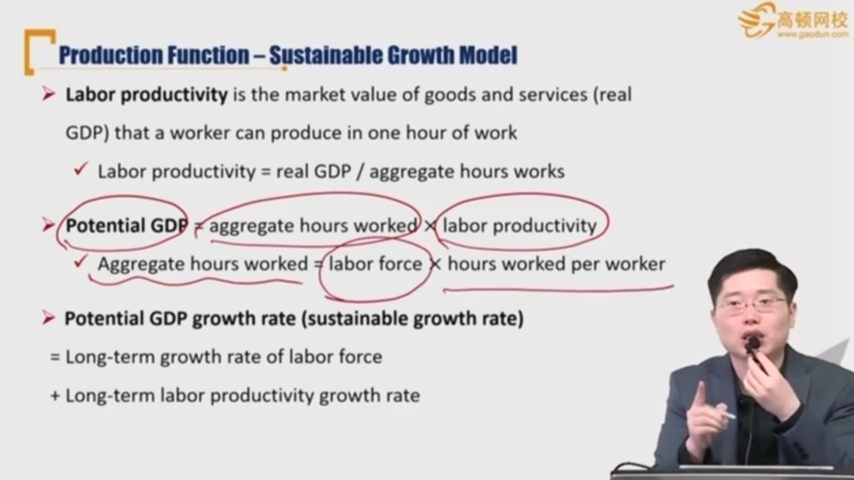 高顿网校
www.gaodun.com
Production Function – Sustainable Growth Model
Labor productivity is the market value of goods and services (real
GDP) that a worker can produce in one hour of work
Labor productivity = real GDP / aggregate hours works
Potential GDP = aggregate hours worked × labor productivity
Aggregate hours worked = labor force × hours worked per worker
Potential GDP growth rate (sustainable growth rate)
= Long-term growth rate of labor force
+ Long-term labor productivity growth rate